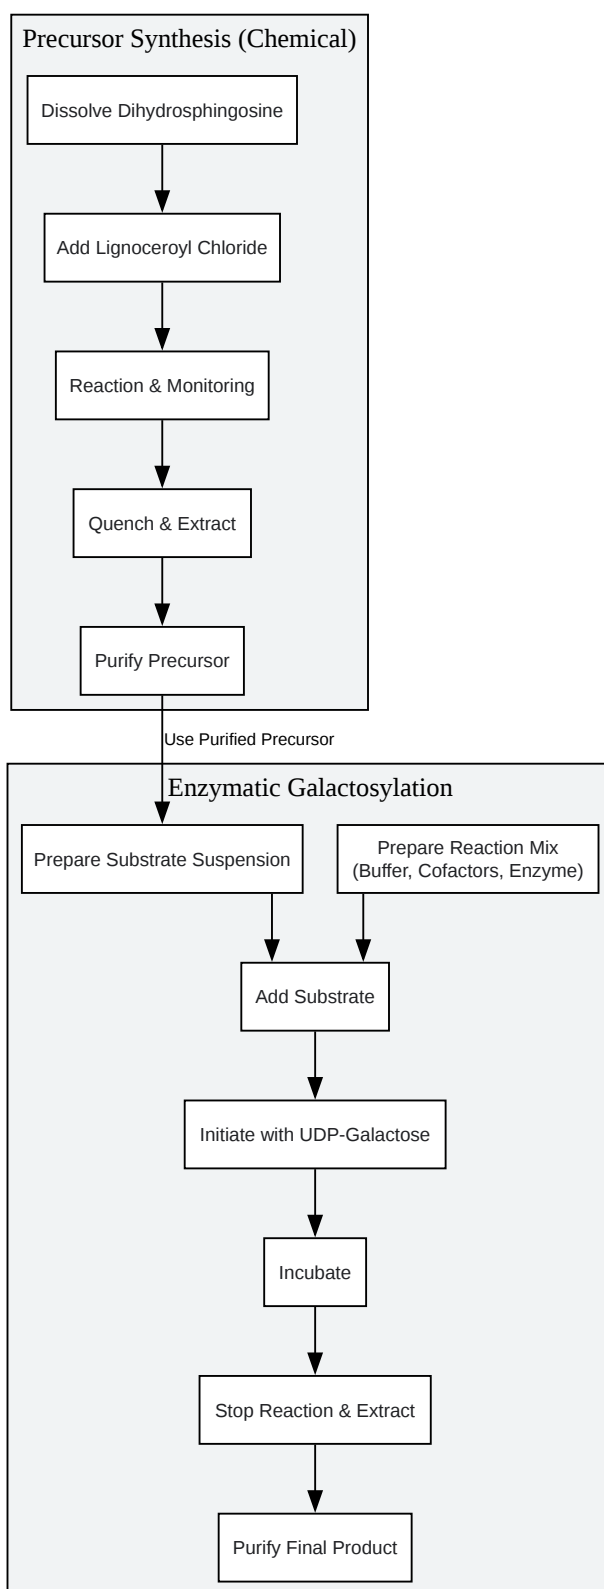 Precursor Synthesis (Chemical)
Dissolve Dihydrosphingosine
Add Lignoceroyl Chloride
Reaction & Monitoring
Quench & Extract
Purify Precursor
Use Purified Precursor
Enzymatic Galactosylation
Prepare Substrate Suspension
Prepare Reaction Mix
(Buffer, Cofactors, Enzyme)
Add Substrate
Initiate with UDP-Galactose
Incubate
Stop Reaction & Extract
Purify Final Product